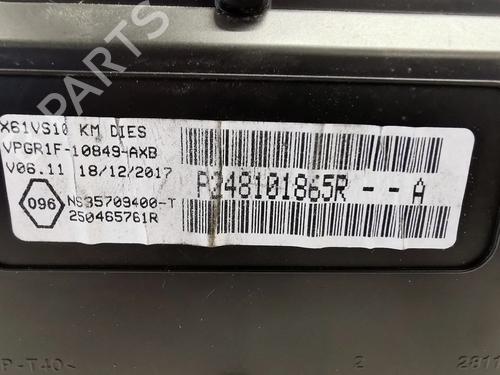 X61VS10 KM DIES
VPGR1F-10849-AXB
V06.11 18/12/2017
P248101865R -- A
096
NS35709400-T
250465761R
P-T40-
2
2811
B-PARTS